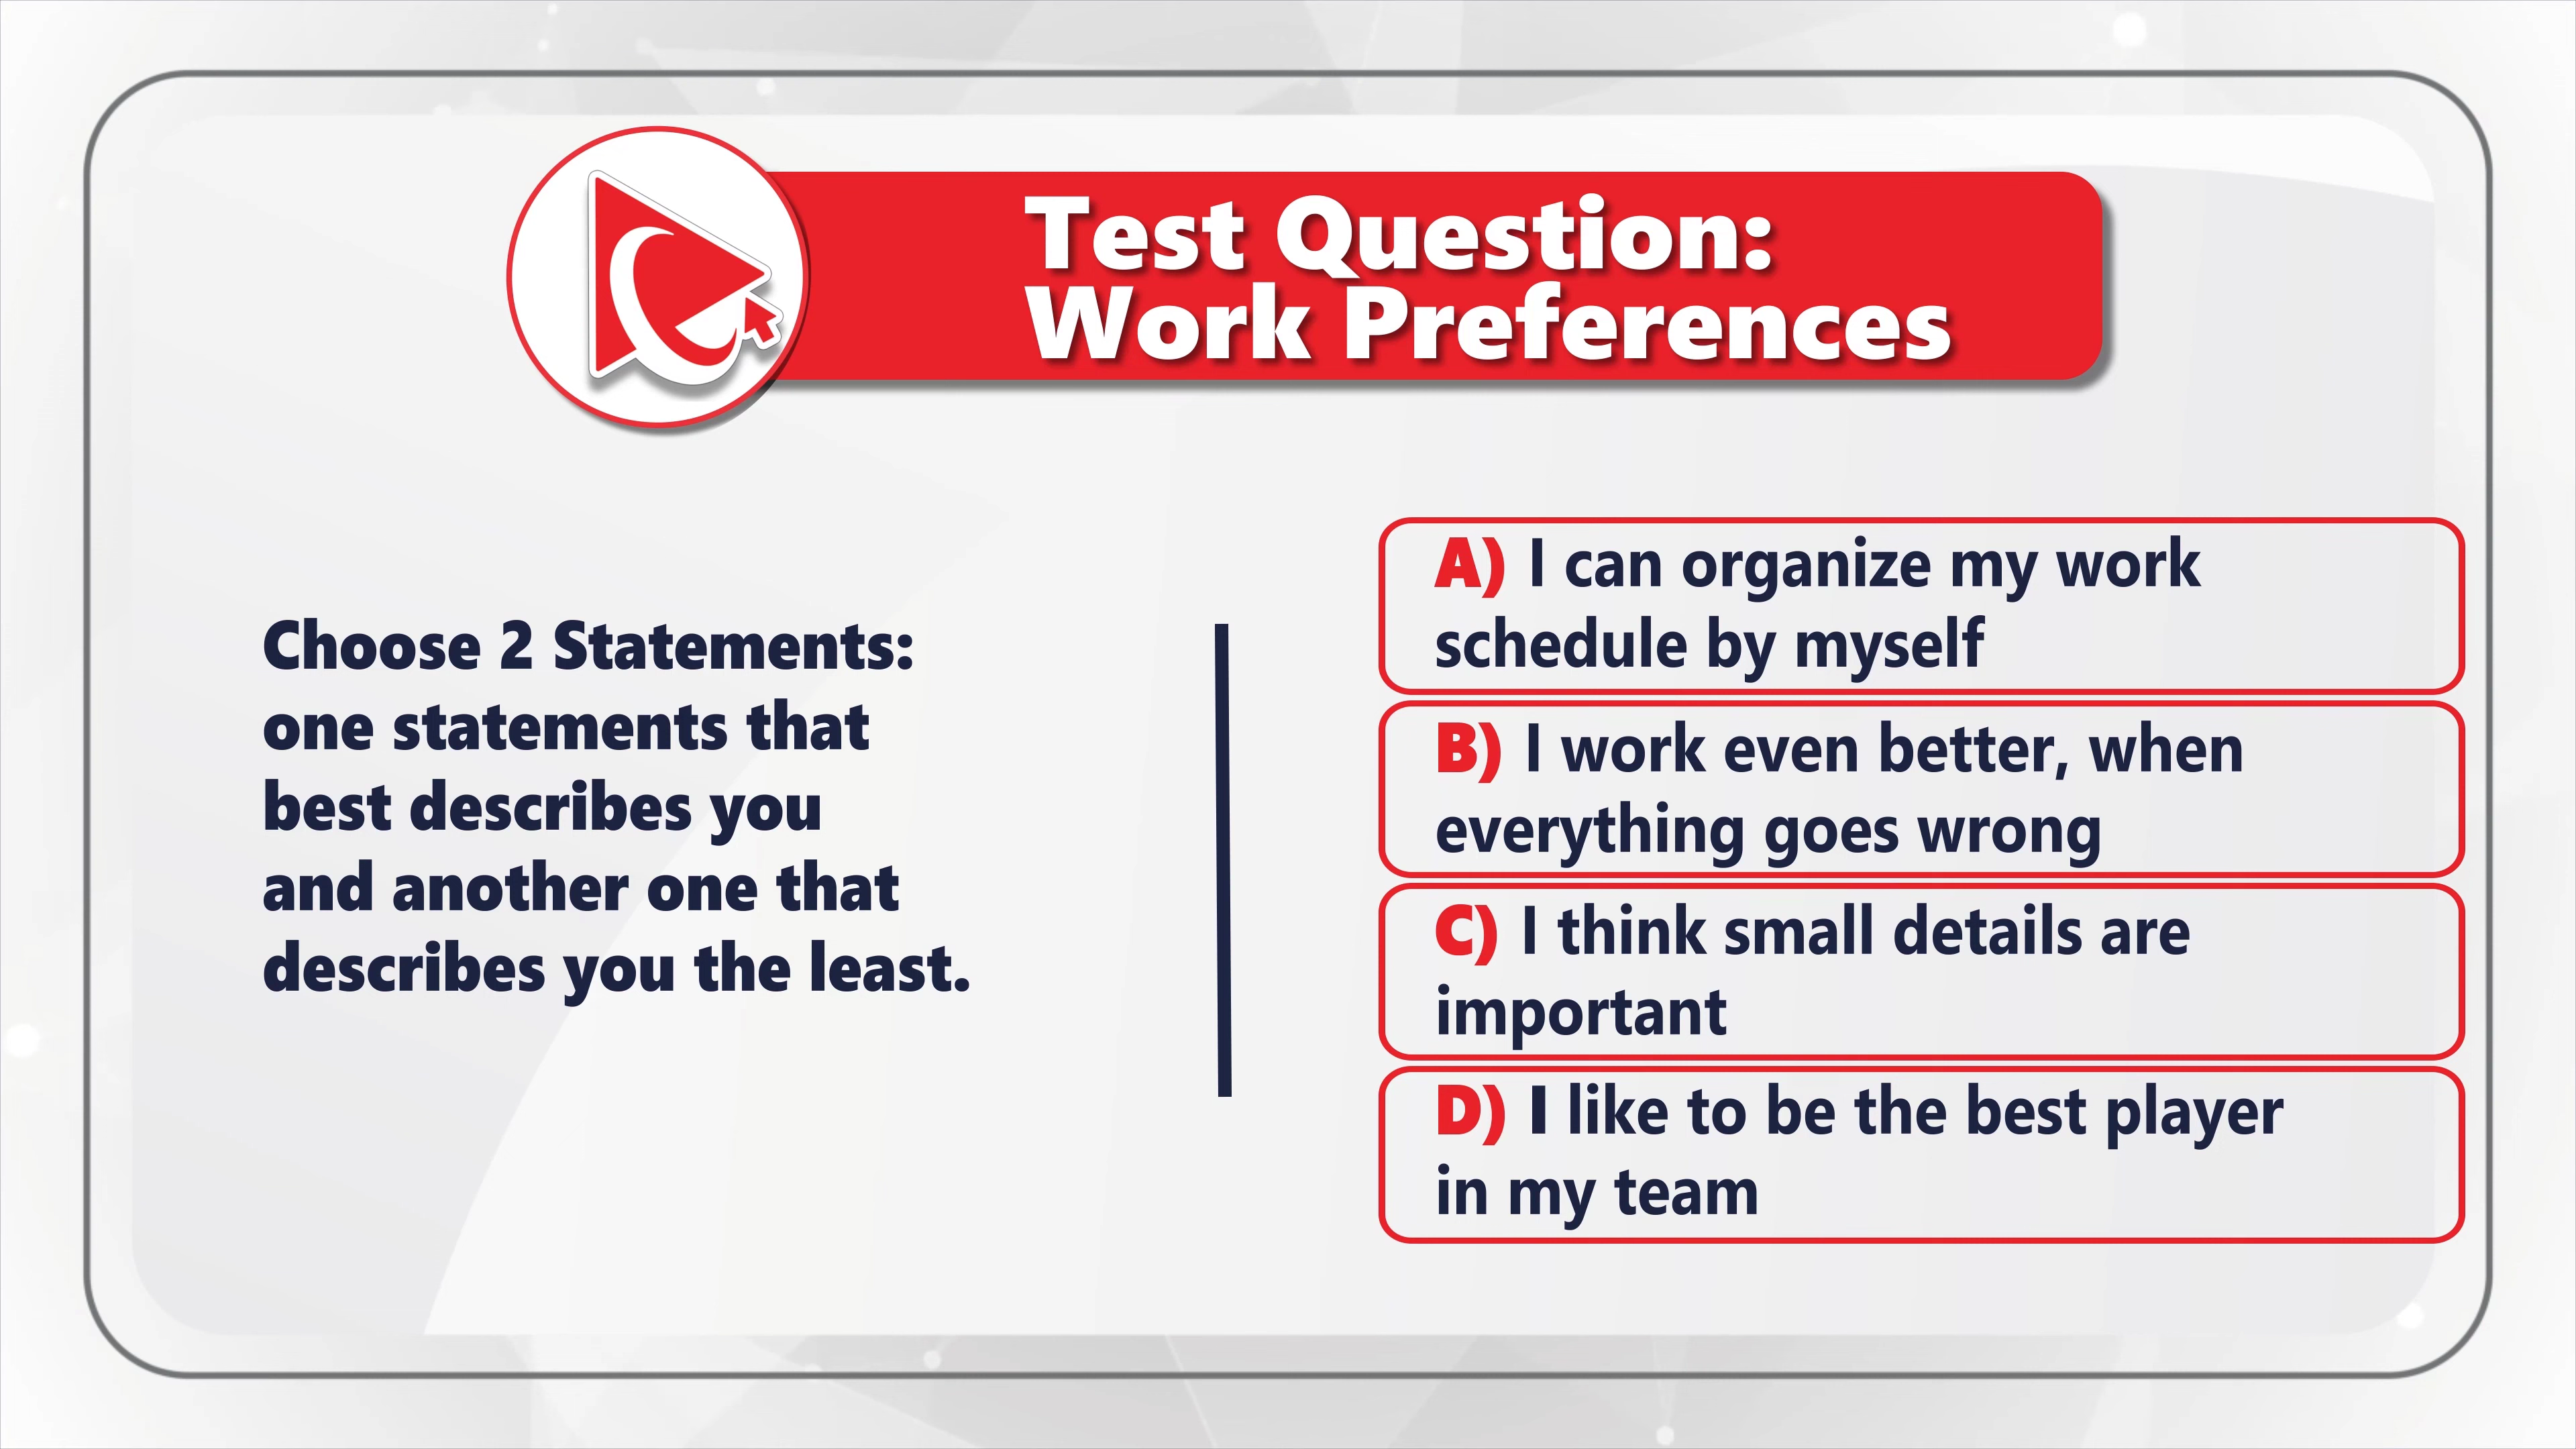 Test Question:
Work Preferences
Choose 2 Statements:
one statements that
best describes you
and another one that
describes you the least.
A) I can organize my work
schedule by myself
B) I work even better, when
everything goes wrong
C) I think small details are
important
D) I like to be the best player
in my team